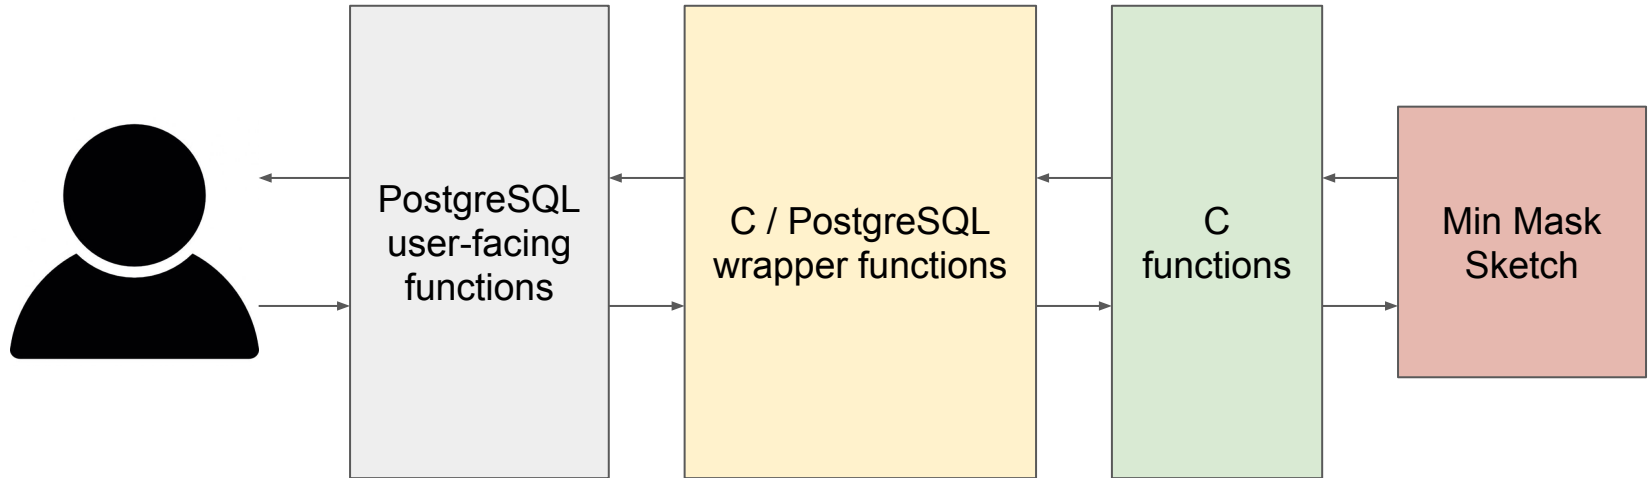 PostgreSQL
user-facing
functions
C / PostgreSQL
wrapper functions
C
functions
Min Mask
Sketch